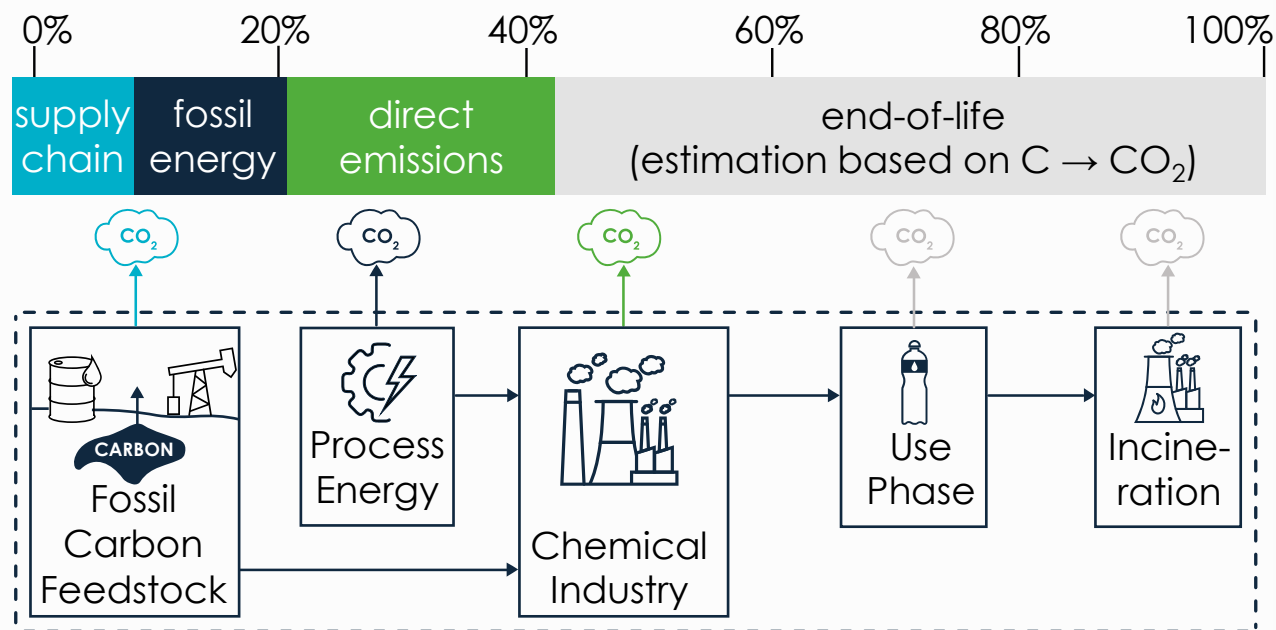 0% 20% 40% 60% 80% 100%
supply chain
fossil energy
direct emissions
end-of-life
(estimation based on C → CO₂)
CO₂
CO₂
CO₂
CO₂
CO₂
CARBON
Fossil
Carbon
Feedstock
Process
Energy
Chemical
Industry
Use
Phase
Incine-
ration